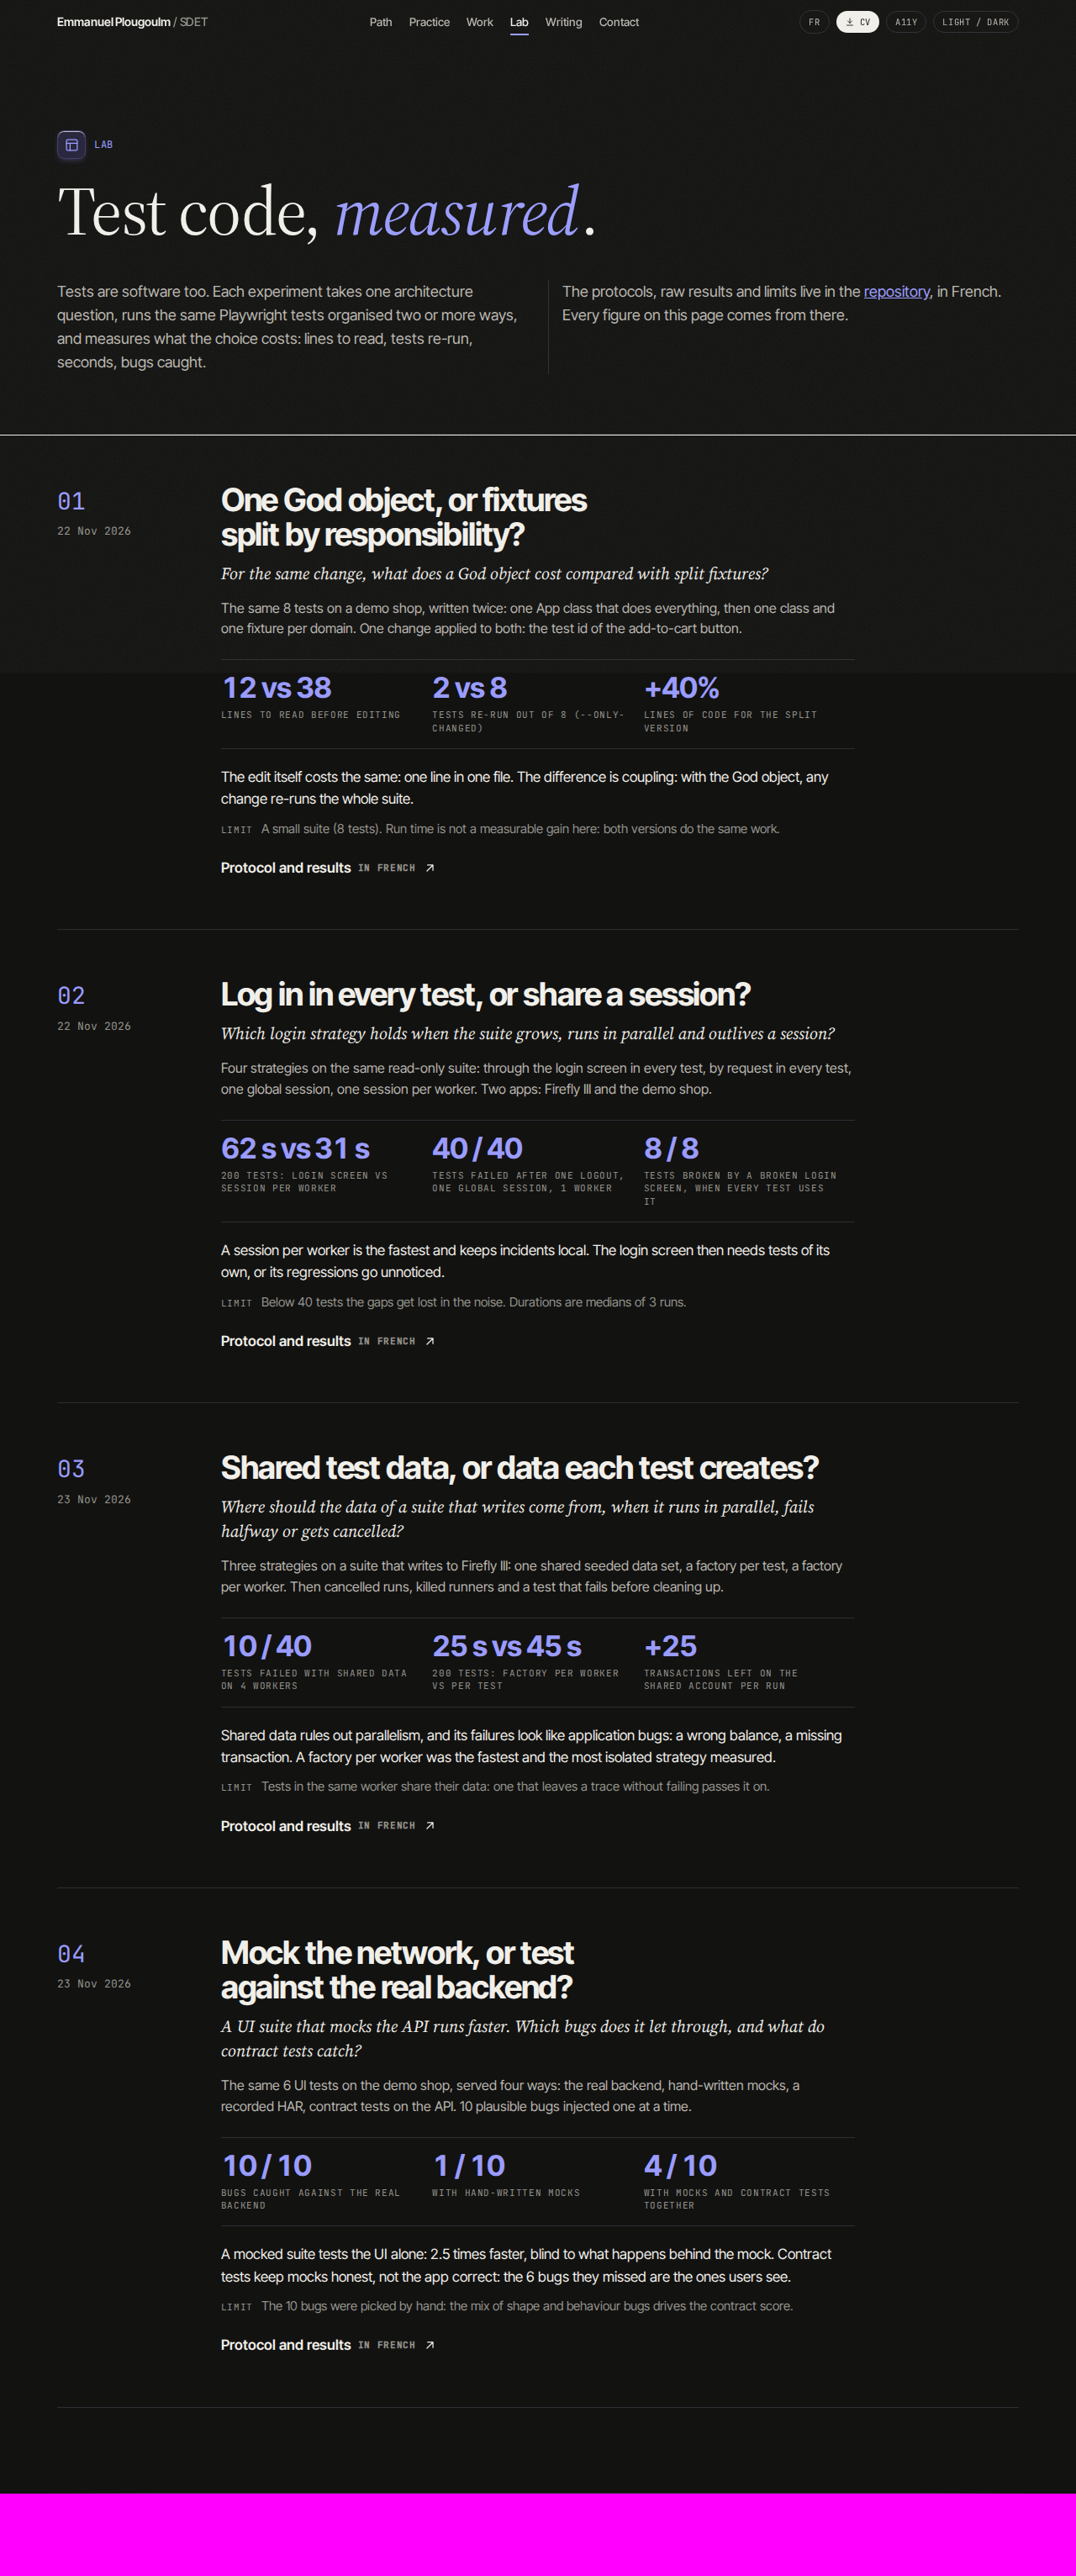 Emmanuel Plougoulm / SDET
Path Practice Work Lab Writing Contact
FR CV A11Y LIGHT / DARK
LAB
Test code, measured.
Tests are software too. Each experiment takes one architecture
question, runs the same Playwright tests organised two or more ways,
and measures what the choice costs: lines to read, tests re-run,
seconds, bugs caught.
The protocols, raw results and limits live in the repository, in French.
Every figure on this page comes from there.
01
22 Nov 2026
One God object, or fixtures
split by responsibility?
For the same change, what does a God object cost compared with split fixtures?
The same 8 tests on a demo shop, written twice: one App class that does everything, then one class and
one fixture per domain. One change applied to both: the test id of the add-to-cart button.
12 vs 38
LINES TO READ BEFORE EDITING
2 vs 8
TESTS RE-RUN OUT OF 8 (--ONLY-
CHANGED)
+40%
LINES OF CODE FOR THE SPLIT
VERSION
The edit itself costs the same: one line in one file. The difference is coupling: with the God object, any
change re-runs the whole suite.
LIMIT A small suite (8 tests). Run time is not a measurable gain here: both versions do the same work.
Protocol and results IN FRENCH
02
22 Nov 2026
Log in in every test, or share a session?
Which login strategy holds when the suite grows, runs in parallel and outlives a session?
Four strategies on the same read-only suite: through the login screen in every test, by request in every test,
one global session, one session per worker. Two apps: Firefly III and the demo shop.
62 s vs 31 s
200 TESTS: LOGIN SCREEN VS
SESSION PER WORKER
40 / 40
TESTS FAILED AFTER ONE LOGOUT,
ONE GLOBAL SESSION, 1 WORKER
8 / 8
TESTS BROKEN BY A BROKEN LOGIN
SCREEN, WHEN EVERY TEST USES
IT
A session per worker is the fastest and keeps incidents local. The login screen then needs tests of its
own, or its regressions go unnoticed.
LIMIT Below 40 tests the gaps get lost in the noise. Durations are medians of 3 runs.
Protocol and results IN FRENCH
03
23 Nov 2026
Shared test data, or data each test creates?
Where should the data of a suite that writes come from, when it runs in parallel, fails
halfway or gets cancelled?
Three strategies on a suite that writes to Firefly III: one shared seeded data set, a factory per test, a factory
per worker. Then cancelled runs, killed runners and a test that fails before cleaning up.
10 / 40
TESTS FAILED WITH SHARED DATA
ON 4 WORKERS
25 s vs 45 s
200 TESTS: FACTORY PER WORKER
VS PER TEST
+25
TRANSACTIONS LEFT ON THE
SHARED ACCOUNT PER RUN
Shared data rules out parallelism, and its failures look like application bugs: a wrong balance, a missing
transaction. A factory per worker was the fastest and the most isolated strategy measured.
LIMIT Tests in the same worker share their data: one that leaves a trace without failing passes it on.
Protocol and results IN FRENCH
04
23 Nov 2026
Mock the network, or test
against the real backend?
A UI suite that mocks the API runs faster. Which bugs does it let through, and what do
contract tests catch?
The same 6 UI tests on the demo shop, served four ways: the real backend, hand-written mocks, a
recorded HAR, contract tests on the API. 10 plausible bugs injected one at a time.
10 / 10
BUGS CAUGHT AGAINST THE REAL
BACKEND
1 / 10
WITH HAND-WRITTEN MOCKS
4 / 10
WITH MOCKS AND CONTRACT TESTS
TOGETHER
A mocked suite tests the UI alone: 2.5 times faster, blind to what happens behind the mock. Contract
tests keep mocks honest, not the app correct: the 6 bugs they missed are the ones users see.
LIMIT The 10 bugs were picked by hand: the mix of shape and behaviour bugs drives the contract score.
Protocol and results IN FRENCH